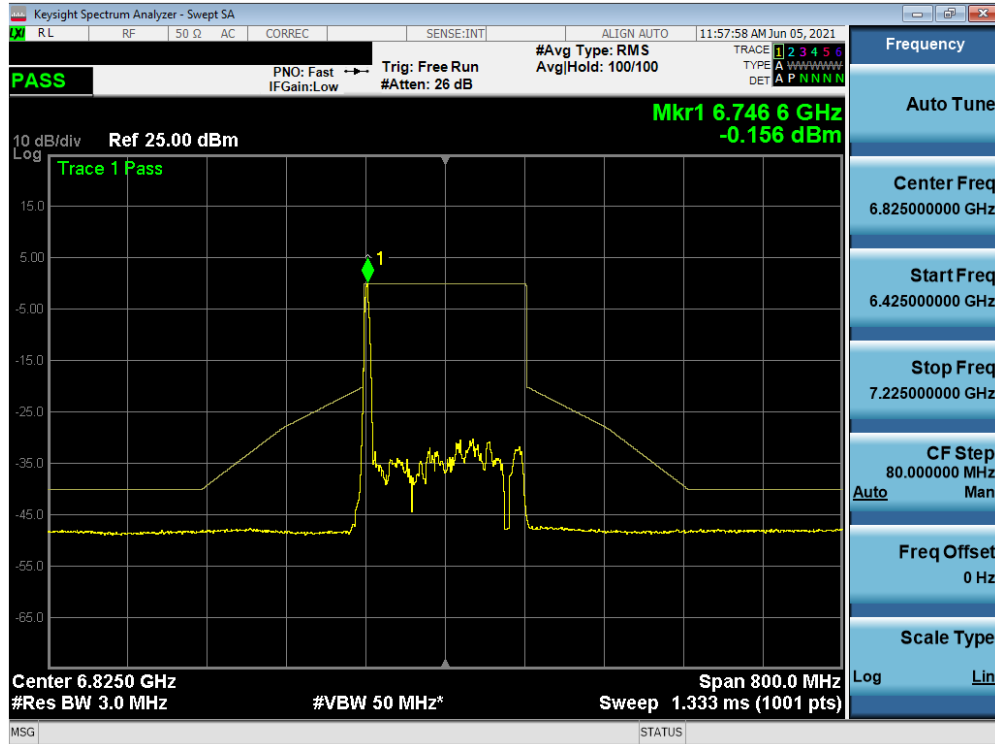 Keysight Spectrum Analyzer - Swept SA
LXI RL RF 50 Ω AC CORREC SENSE:INT ALIGN AUTO 11:57:58 AM Jun 05, 2021
PASS
PNO: Fast
IFGain:Low
Trig: Free Run
#Atten: 26 dB
#Avg Type: RMS
Avg|Hold: 100/100
TRACE 1 2 3 4 5 6
TYPE A WWWWW
DET A P N N N N
Mkr1 6.746 6 GHz
-0.156 dBm
10 dB/div Ref 25.00 dBm
Log
Trace 1 Pass
15.0
5.00
1
-5.00
-15.0
-25.0
-35.0
-45.0
-55.0
-65.0
Center 6.8250 GHz Span 800.0 MHz
#Res BW 3.0 MHz #VBW 50 MHz* Sweep 1.333 ms (1001 pts)
MSG STATUS
Frequency
Auto Tune
Center Freq
6.825000000 GHz
Start Freq
6.425000000 GHz
Stop Freq
7.225000000 GHz
CF Step
80.000000 MHz
Auto Man
Freq Offset
0 Hz
Scale Type
Log Lin